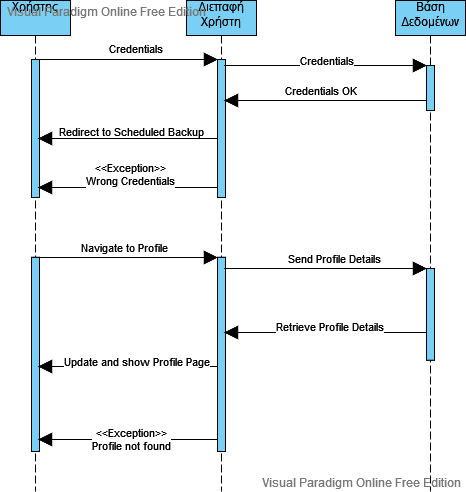 Χρήστης
Visual Paradigm Online Free Edition
Διεπαφή
Χρήστη
Βάση
Δεδομένων
Credentials
Credentials
Credentials OK
Redirect to Scheduled Backup
<<Exception>>
Wrong Credentials
Navigate to Profile
Send Profile Details
Retrieve Profile Details
Update and show Profile Page
<<Exception>>
Profile not found
Visual Paradigm Online Free Edition